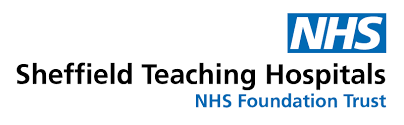 NHS
Sheffield Teaching Hospitals
NHS Foundation Trust